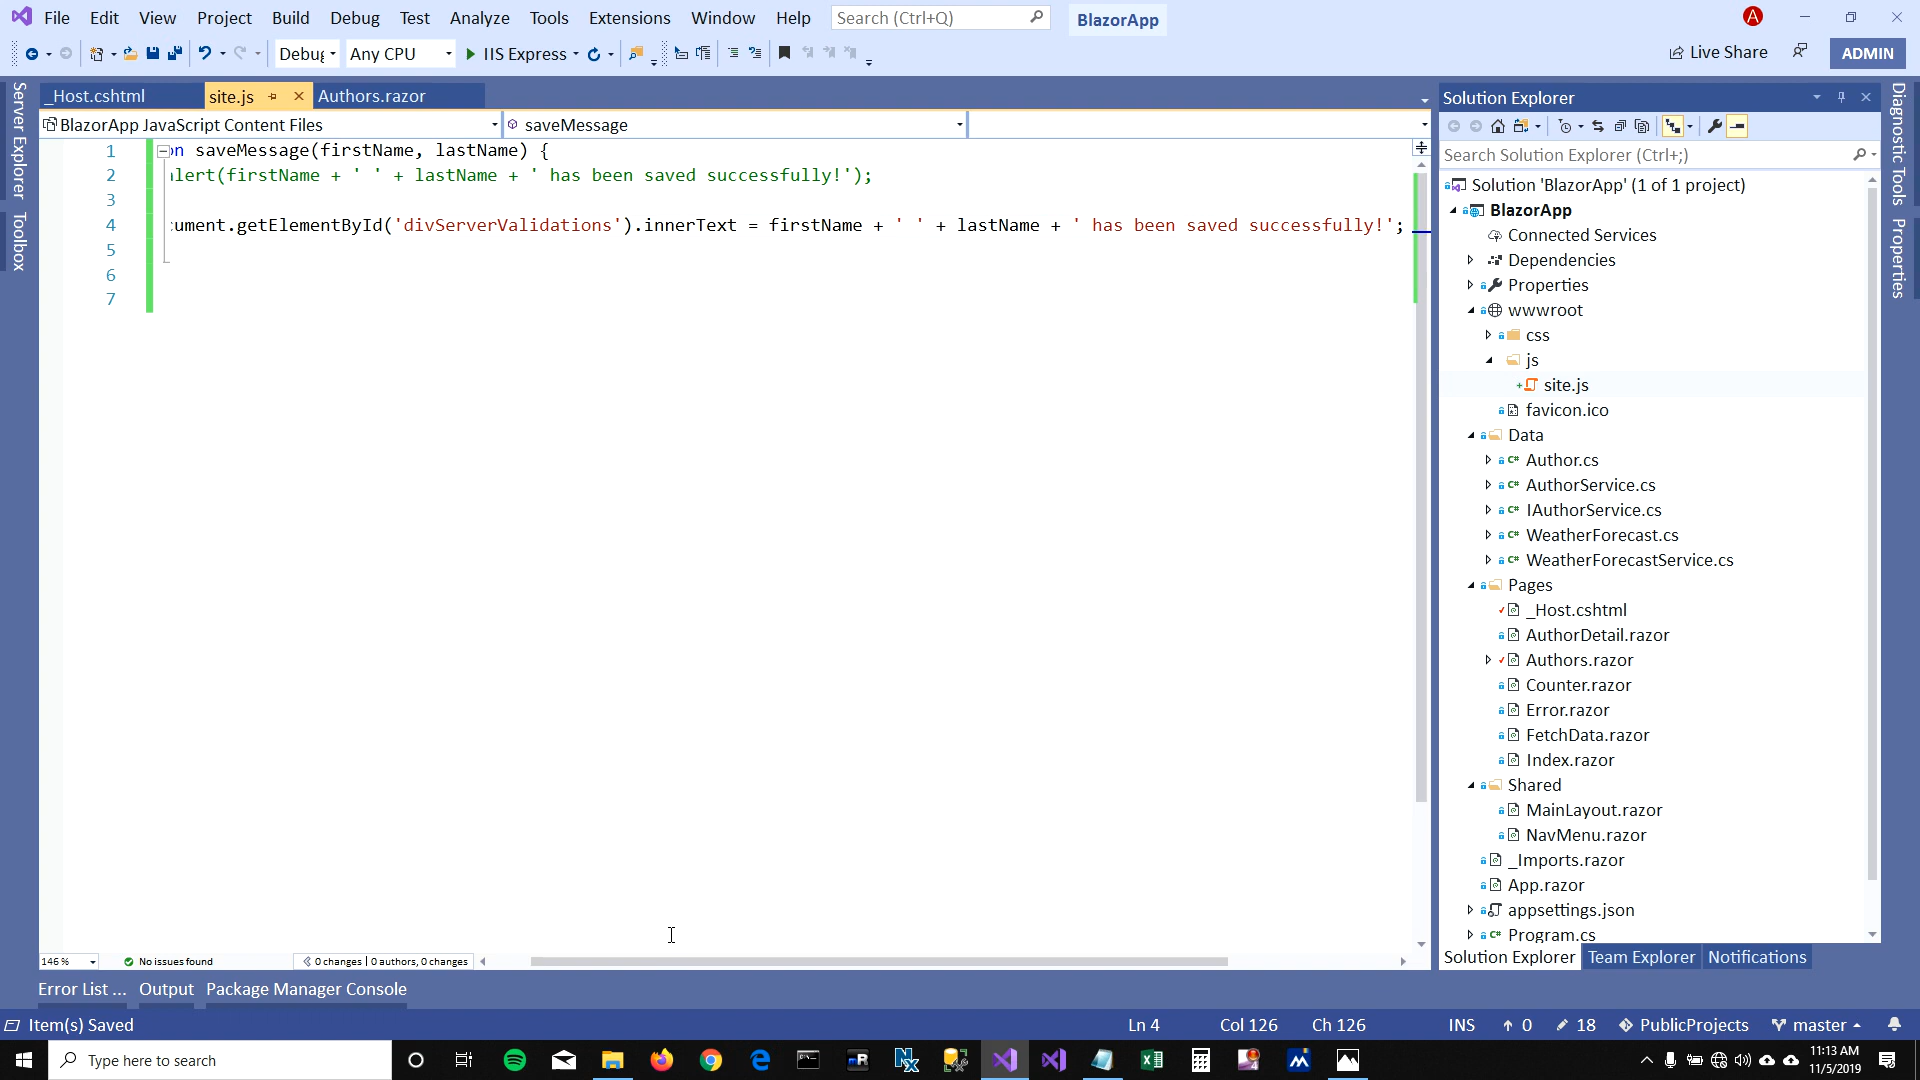 File Edit View Project Build Debug Test Analyze Tools Extensions Window Help Search (Ctrl+Q) BlazorApp A
Debug Any CPU IIS Express Live Share ADMIN
Server Explorer
Toolbox
_Host.cshtml site.js Authors.razor
BlazorApp JavaScript Content Files saveMessage
1 on saveMessage(firstName, lastName) {
2 alert(firstName + ' ' + lastName + ' has been saved successfully!');
3
4 cument.getElementById('divServerValidations').innerText = firstName + ' ' + lastName + ' has been saved successfully!';
5
6
7
146 % No issues found 0 changes | 0 authors, 0 changes
Solution Explorer
Search Solution Explorer (Ctrl+;)
Solution 'BlazorApp' (1 of 1 project)
BlazorApp
Connected Services
Dependencies
Properties
wwwroot
css
js
site.js
favicon.ico
Data
C# Author.cs
C# AuthorService.cs
C# IAuthorService.cs
C# WeatherForecast.cs
C# WeatherForecastService.cs
Pages
_Host.cshtml
AuthorDetail.razor
Authors.razor
Counter.razor
Error.razor
FetchData.razor
Index.razor
Shared
MainLayout.razor
NavMenu.razor
_Imports.razor
App.razor
appsettings.json
C# Program.cs
Solution Explorer Team Explorer Notifications
Diagnostic Tools
Properties
Error List ... Output Package Manager Console
Item(s) Saved Ln 4 Col 126 Ch 126 INS 0 18 PublicProjects master
Type here to search
11:13 AM
11/5/2019